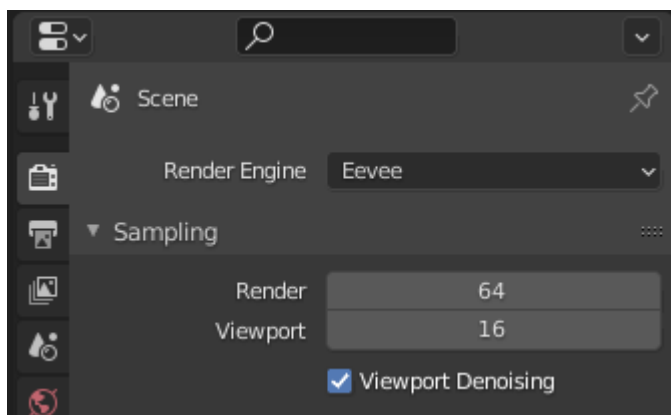 Scene
Render Engine Eevee
Sampling
Render 64
Viewport 16
Viewport Denoising